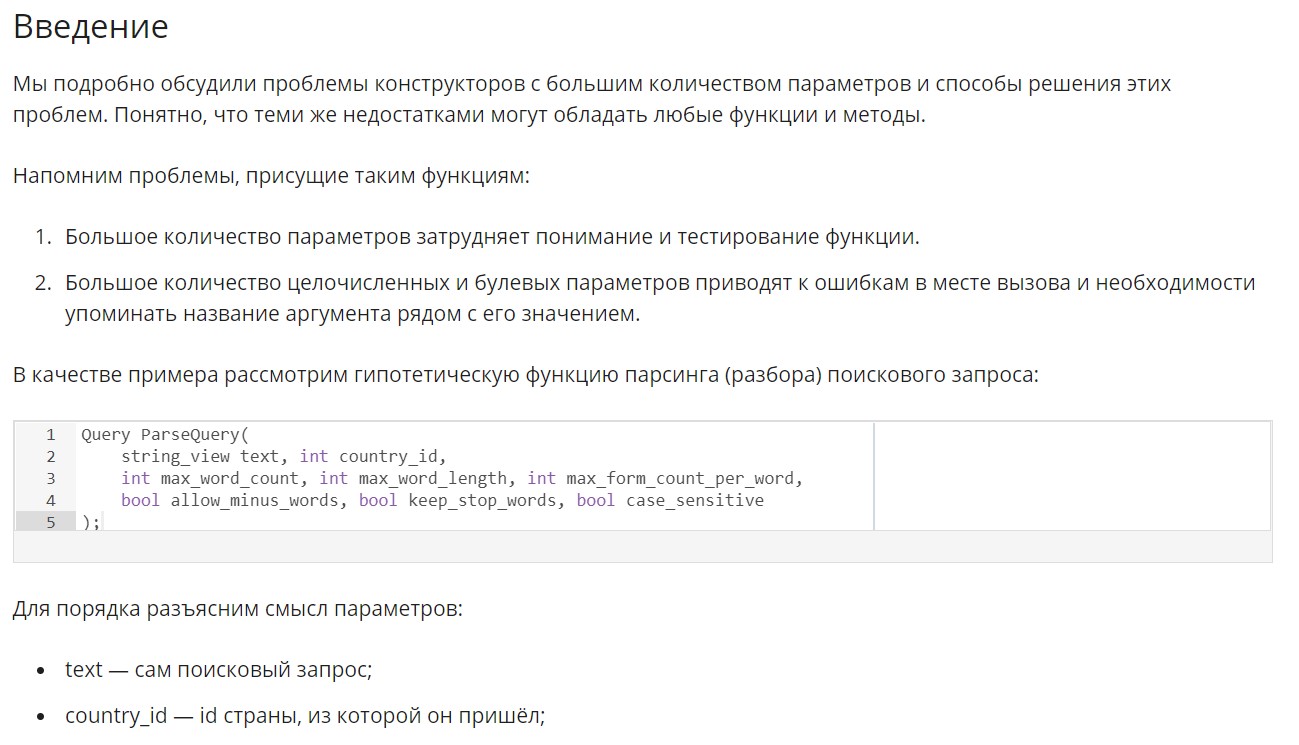 Введение
Мы подробно обсудили проблемы конструкторов с большим количеством параметров и способы решения этих
проблем. Понятно, что теми же недостатками могут обладать любые функции и методы.
Напомним проблемы, присущие таким функциям:
1. Большое количество параметров затрудняет понимание и тестирование функции.
2. Большое количество целочисленных и булевых параметров приводят к ошибкам в месте вызова и необходимости
упоминать название аргумента рядом с его значением.
В качестве примера рассмотрим гипотетическую функцию парсинга (разбора) поискового запроса:
1 Query ParseQuery(
2     string_view text, int country_id,
3     int max_word_count, int max_word_length, int max_form_count_per_word,
4     bool allow_minus_words, bool keep_stop_words, bool case_sensitive
5 );
Для порядка разъясним смысл параметров:
• text — сам поисковый запрос;
• country_id — id страны, из которой он пришёл;